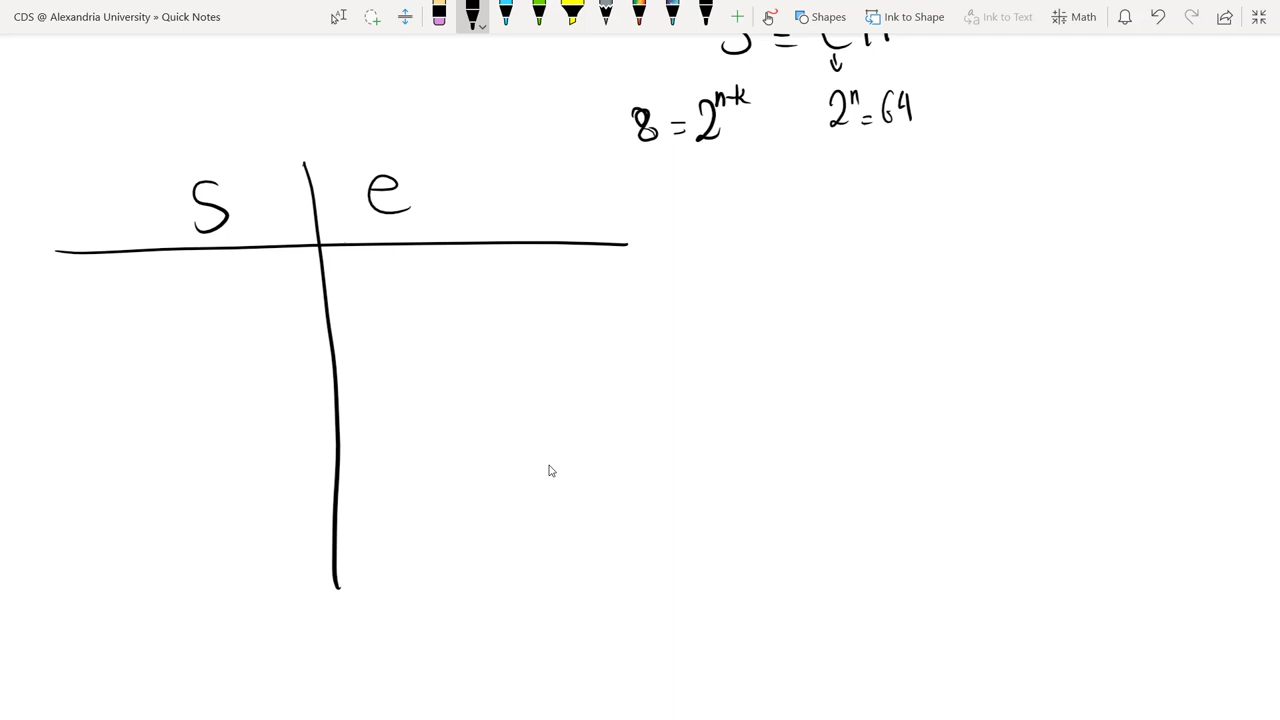 CDS @ Alexandria University » Quick Notes
Shapes
Ink to Shape
Ink to Text
Math
8 = 2^{n-k}
2^n = 64
S
e